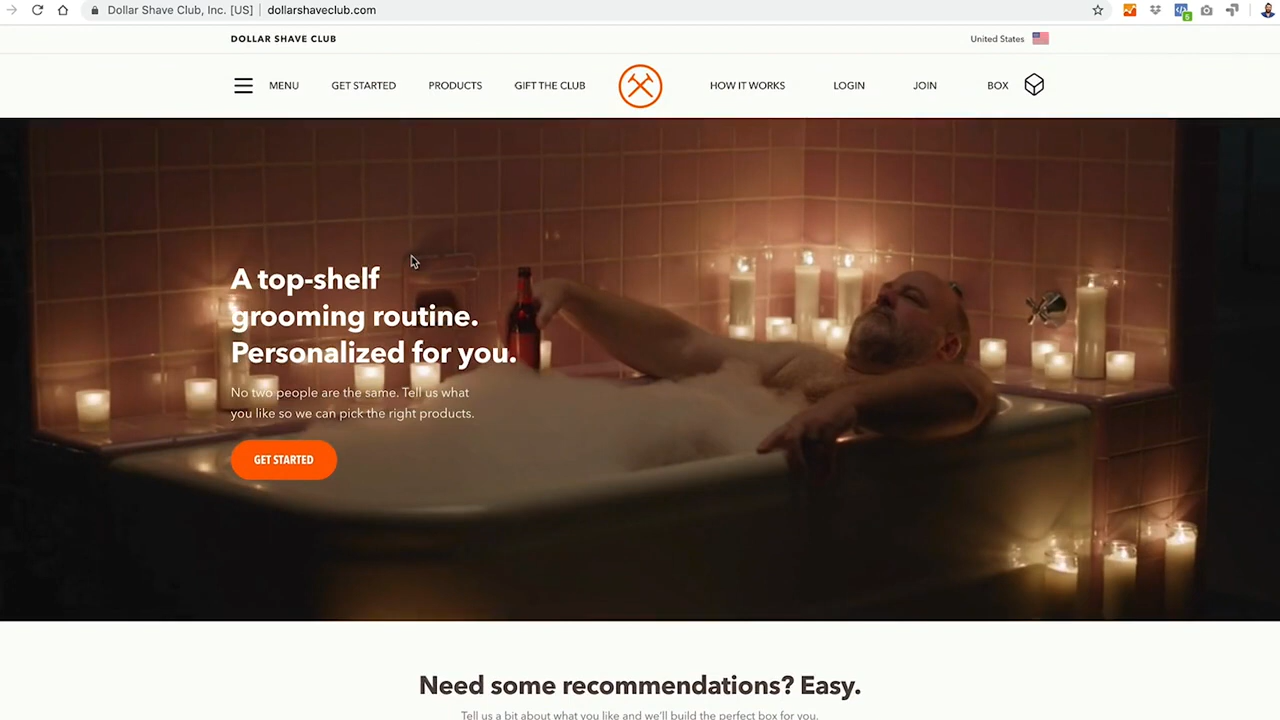 Dollar Shave Club, Inc. [US] | dollarshaveclub.com
5
DOLLAR SHAVE CLUB
United States
MENU
GET STARTED
PRODUCTS
GIFT THE CLUB
HOW IT WORKS
LOGIN
JOIN
BOX
A top-shelf
grooming routine.
Personalized for you.
No two people are the same. Tell us what
you like so we can pick the right products.
GET STARTED
Need some recommendations? Easy.
Tell us a bit about what you like and we'll build the perfect box for you.